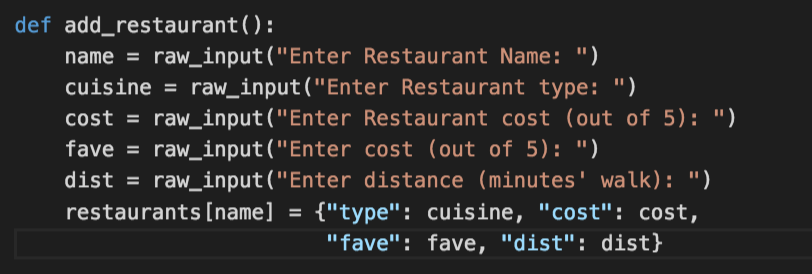 def add_restaurant():
    name = raw_input("Enter Restaurant Name: ")
    cuisine = raw_input("Enter Restaurant type: ")
    cost = raw_input("Enter Restaurant cost (out of 5): ")
    fave = raw_input("Enter cost (out of 5): ")
    dist = raw_input("Enter distance (minutes' walk): ")
    restaurants[name] = {"type": cuisine, "cost": cost,
                        "fave": fave, "dist": dist}